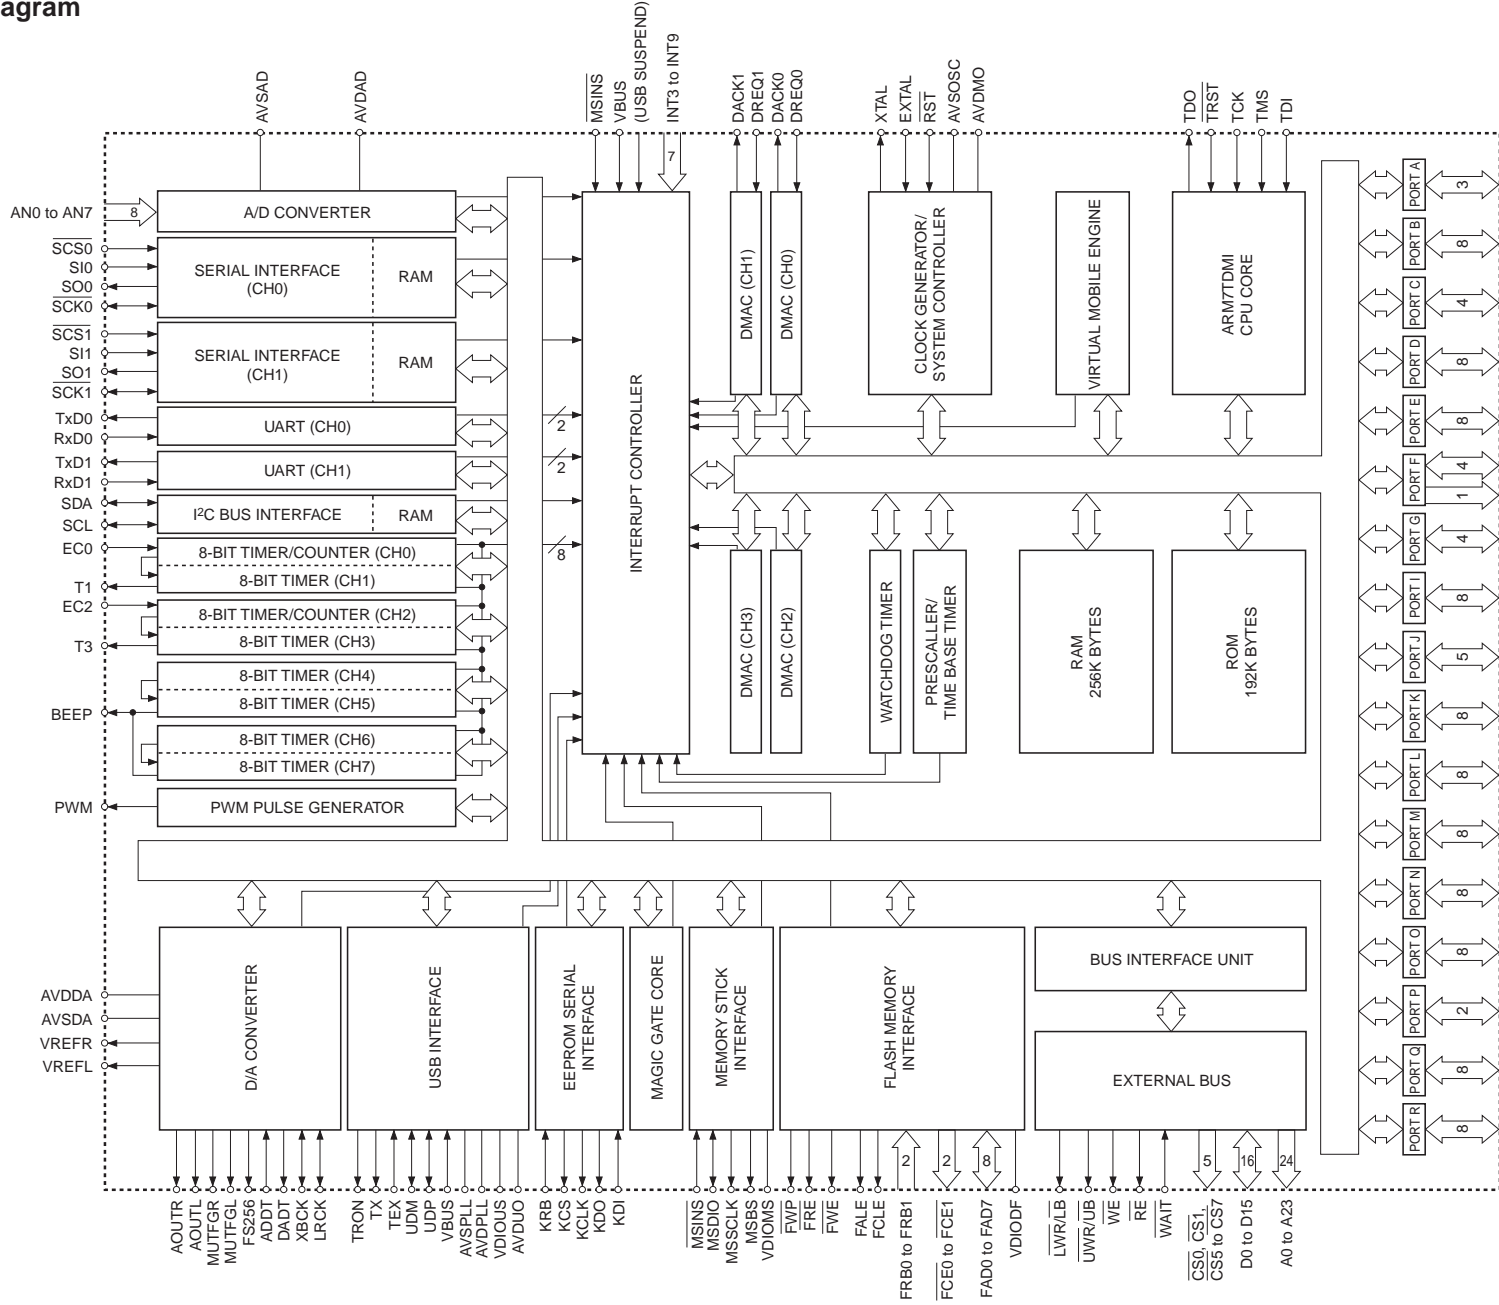 agram
AVSAD
AVDAD
MSINS
VBUS
(USB SUSPEND)
INT3 to INT9
DACK1
DREQ1
DACK0
DREQ0
XTAL
EXTAL
RST
AVSOSC
AVDMO
TDO
TRST
TCK
TMS
TDI
7
AN0 to AN7
8
A/D CONVERTER
SCS0
SI0
SO0
SCK0
SERIAL INTERFACE
(CH0)
RAM
SCS1
SI1
SO1
SCK1
SERIAL INTERFACE
(CH1)
RAM
TxD0
RxD0
UART (CH0)
2
TxD1
RxD1
UART (CH1)
2
SDA
SCL
I2C BUS INTERFACE
RAM
EC0
T1
8-BIT TIMER/COUNTER (CH0)
8-BIT TIMER (CH1)
8
EC2
T3
8-BIT TIMER/COUNTER (CH2)
8-BIT TIMER (CH3)
8-BIT TIMER (CH4)
8-BIT TIMER (CH5)
BEEP
8-BIT TIMER (CH6)
8-BIT TIMER (CH7)
PWM
PWM PULSE GENERATOR
INTERRUPT CONTROLLER
DMAC (CH1)
DMAC (CH0)
CLOCK GENERATOR/
SYSTEM CONTROLLER
VIRTUAL MOBILE ENGINE
ARM7TDMI
CPU CORE
DMAC (CH3)
DMAC (CH2)
WATCHDOG TIMER
PRESCALLER/
TIME BASE TIMER
RAM
256K BYTES
ROM
192K BYTES
PORT A
3
PORT B
8
PORT C
4
PORT D
8
PORT E
8
PORT F
4
1
PORT G
4
PORT I
8
PORT J
5
PORT K
8
PORT L
8
PORT M
8
PORT N
8
PORT O
8
PORT P
2
PORT Q
8
PORT R
8
AVDDA
AVSDA
VREFR
VREFL
D/A CONVERTER
USB INTERFACE
EEPROM SERIAL
INTERFACE
MAGIC GATE CORE
MEMORY STICK
INTERFACE
FLASH MEMORY
INTERFACE
BUS INTERFACE UNIT
EXTERNAL BUS
2
2
8
5
16
24
AOUTR
AOUTL
MUTFGR
MUTFGL
FS256
ADDT
DADT
XBCK
LRCK
TRON
TX
TEX
UDM
UDP
VBUS
AVSPLL
AVDPLL
VDIOUS
AVDUO
KRB
KCS
KCLK
KDO
KDI
MSINS
MSDIO
MSSCLK
MSBS
VDIOMS
FWP
FRE
FWE
FALE
FCLE
FRB0 to FRB1
FCE0 to FCE1
FAD0 to FAD7
VDIODF
LWR/LB
UWR/UB
WE
RE
WAIT
CS0, CS1,
CS5 to CS7
D0 to D15
A0 to A23